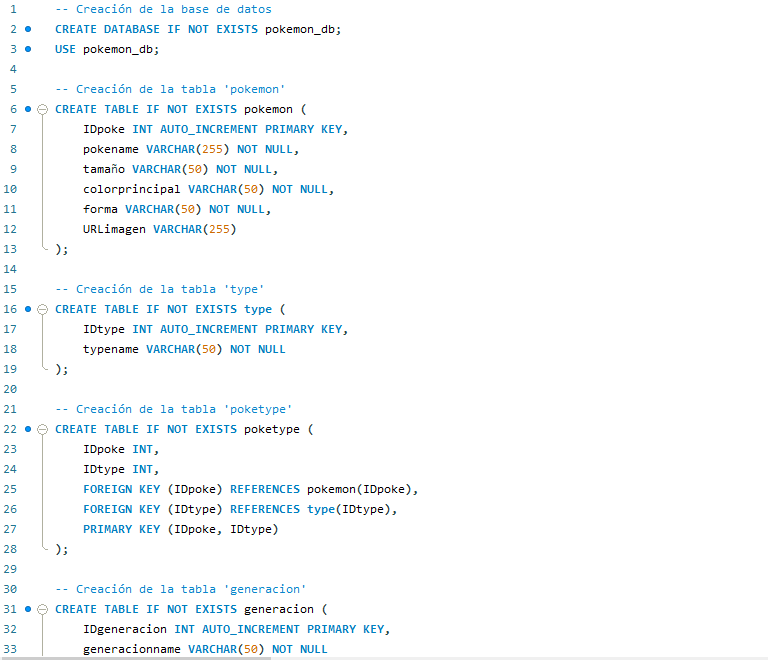 1 -- Creación de la base de datos
2 CREATE DATABASE IF NOT EXISTS pokemon_db;
3 USE pokemon_db;
4
5 -- Creación de la tabla 'pokemon'
6 CREATE TABLE IF NOT EXISTS pokemon (
7 IDpoke INT AUTO_INCREMENT PRIMARY KEY,
8 pokename VARCHAR(255) NOT NULL,
9 tamaño VARCHAR(50) NOT NULL,
10 colorprincipal VARCHAR(50) NOT NULL,
11 forma VARCHAR(50) NOT NULL,
12 URLimagen VARCHAR(255)
13 );
14
15 -- Creación de la tabla 'type'
16 CREATE TABLE IF NOT EXISTS type (
17 IDtype INT AUTO_INCREMENT PRIMARY KEY,
18 typename VARCHAR(50) NOT NULL
19 );
20
21 -- Creación de la tabla 'poketype'
22 CREATE TABLE IF NOT EXISTS poketype (
23 IDpoke INT,
24 IDtype INT,
25 FOREIGN KEY (IDpoke) REFERENCES pokemon(IDpoke),
26 FOREIGN KEY (IDtype) REFERENCES type(IDtype),
27 PRIMARY KEY (IDpoke, IDtype)
28 );
29
30 -- Creación de la tabla 'generacion'
31 CREATE TABLE IF NOT EXISTS generacion (
32 IDgeneracion INT AUTO_INCREMENT PRIMARY KEY,
33 generacionname VARCHAR(50) NOT NULL